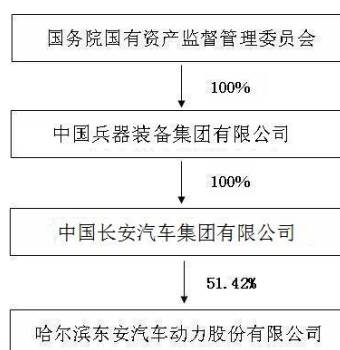 国务院国有资产监督管理委员会
100%
中国兵器装备集团有限公司
100%
中国长安汽车集团有限公司
51.42%
哈尔滨东安汽车动力股份有限公司